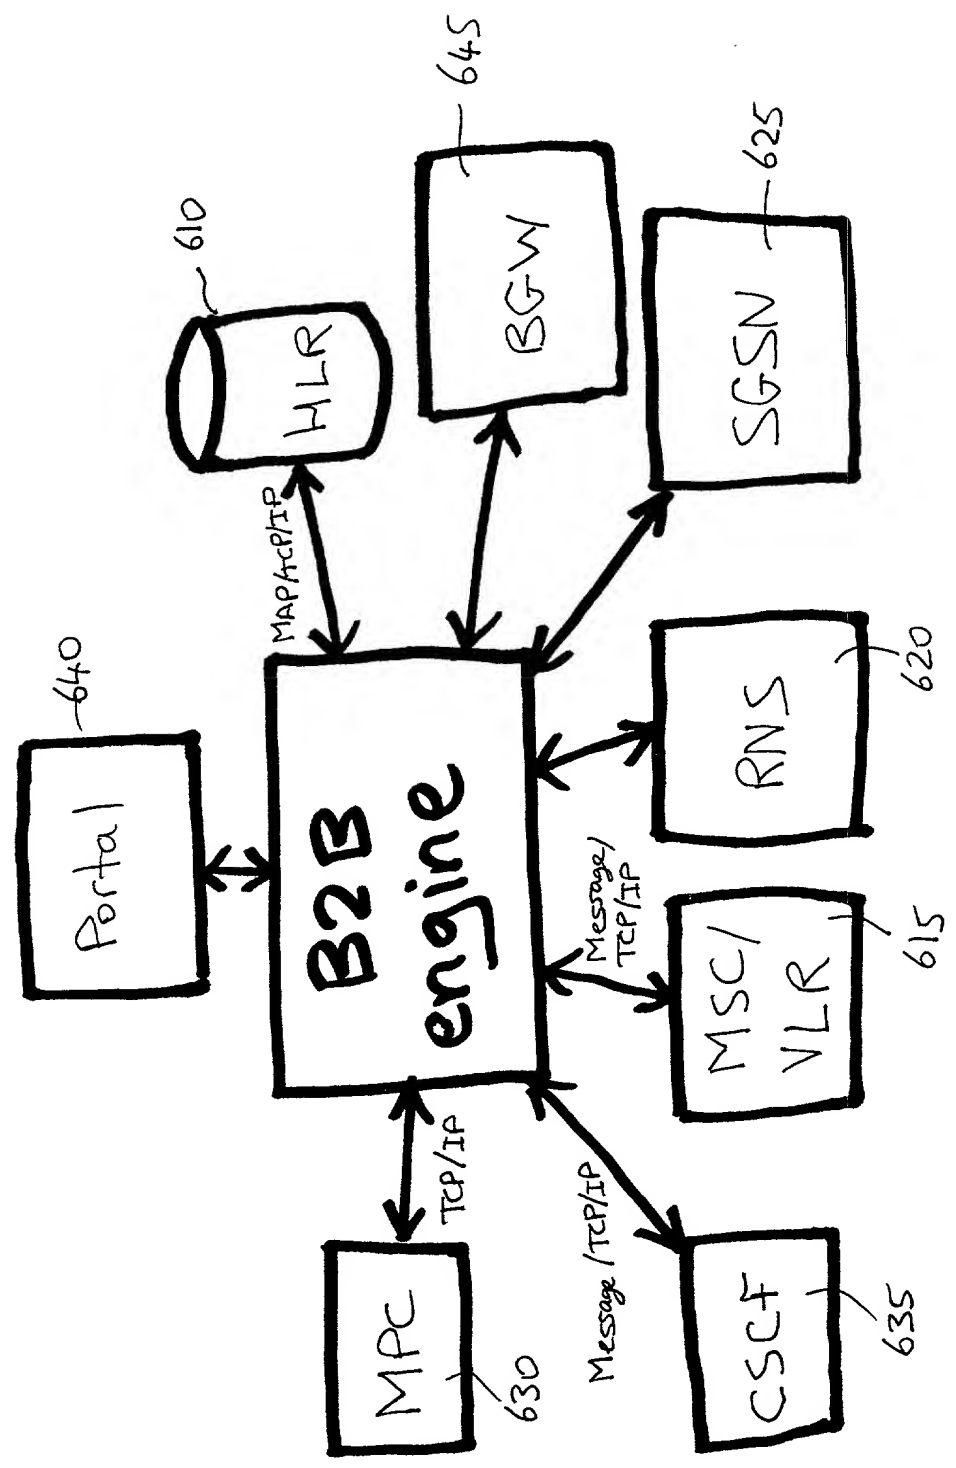 640
Portal
610
HLR
MAP/TCP/IP
645
BGW
B2B
engine
MPC
630
TCP/IP
SGSN
625
Message/
TCP/IP
Message/TCP/IP
CSCF
635
MSC/
VLR
615
RNS
620